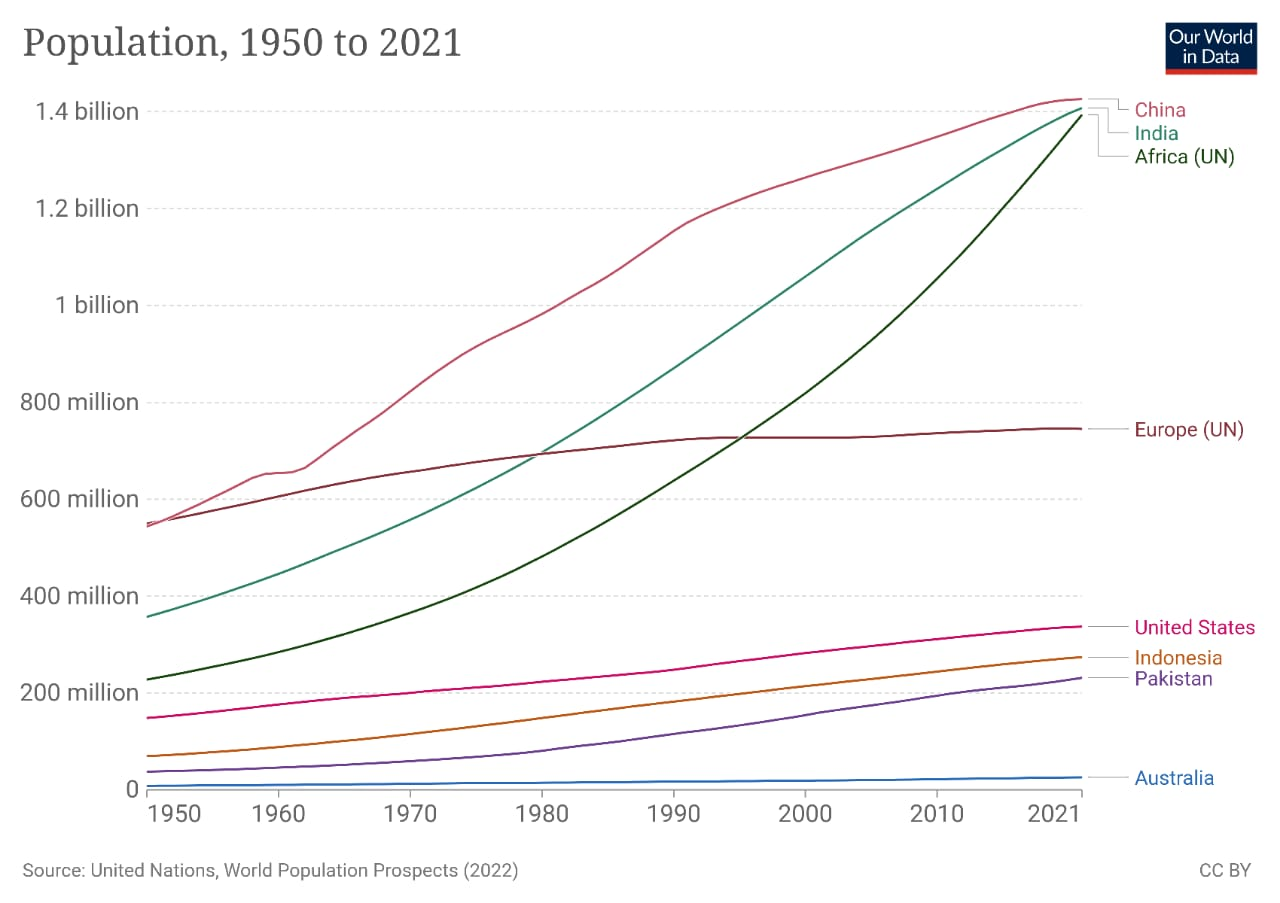 Population, 1950 to 2021
Our World
in Data
1.4 billion
1.2 billion
1 billion
800 million
600 million
400 million
200 million
0
China
India
Africa (UN)
Europe (UN)
United States
Indonesia
Pakistan
Australia
1950 1960 1970 1980 1990 2000 2010 2021
Source: United Nations, World Population Prospects (2022)
CC BY